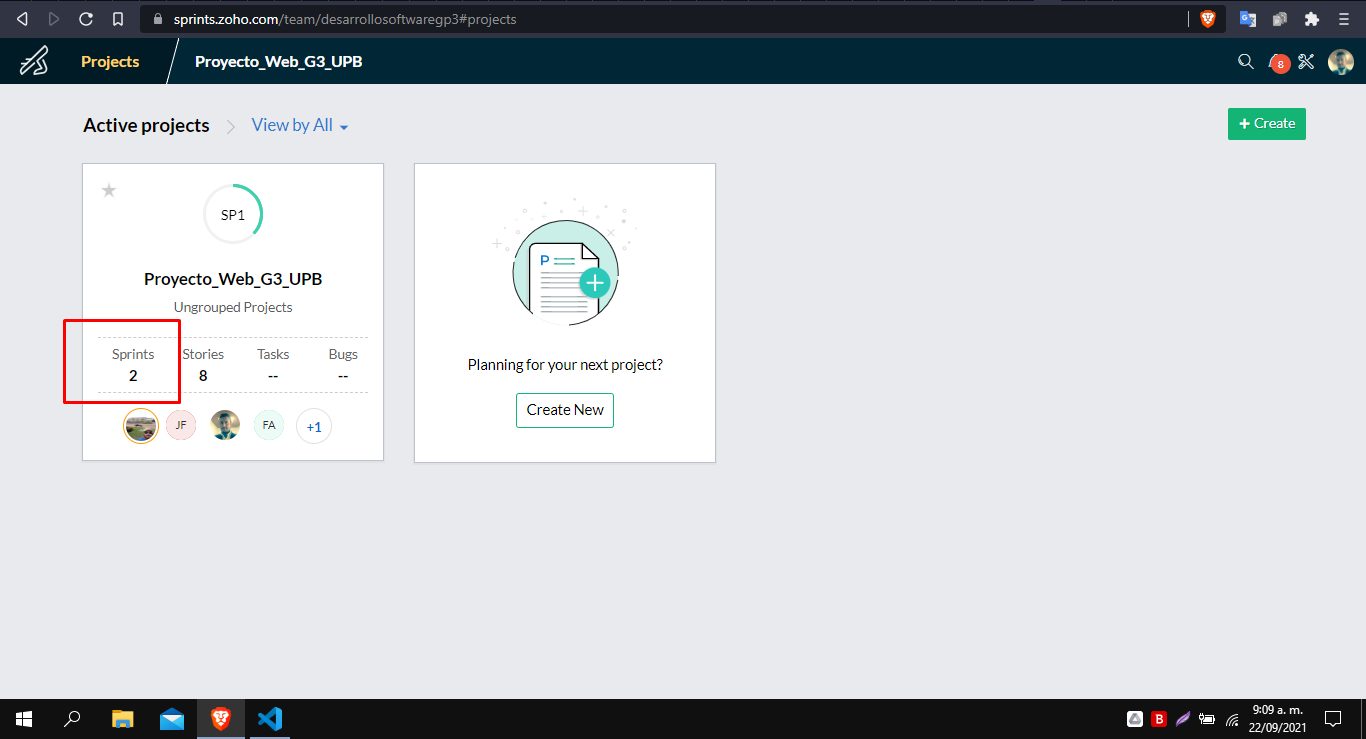 sprints.zoho.com/team/desarrollosoftwaregp3#projects
Projects
Proyecto_Web_G3_UPB
8
Active projects
View by All
+ Create
SP1
Proyecto_Web_G3_UPB
Ungrouped Projects
Sprints Stories Tasks Bugs
2 8 -- --
JF
FA
+1
P
Planning for your next project?
Create New
B
9:09 a. m.
22/09/2021